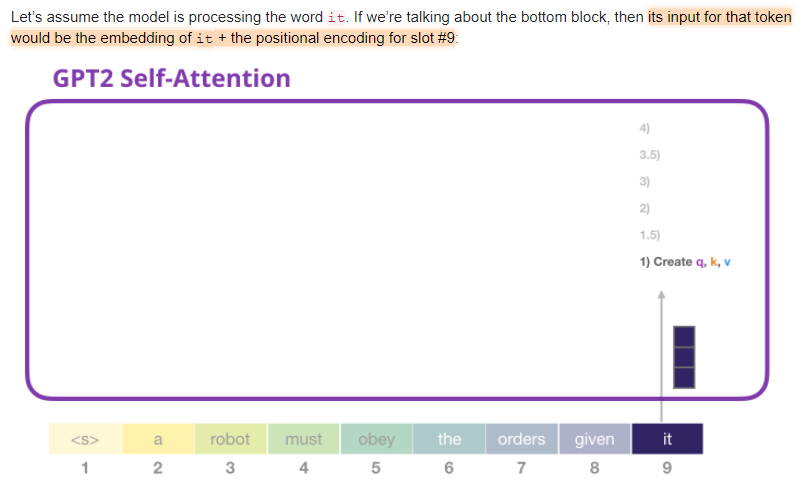 Let's assume the model is processing the word it. If we're talking about the bottom block, then its input for that token
would be the embedding of it + the positional encoding for slot #9:
GPT2 Self-Attention
4)
3.5)
3)
2)
1.5)
1) Create q, k, v
<s> a robot must obey the orders given it
1 2 3 4 5 6 7 8 9